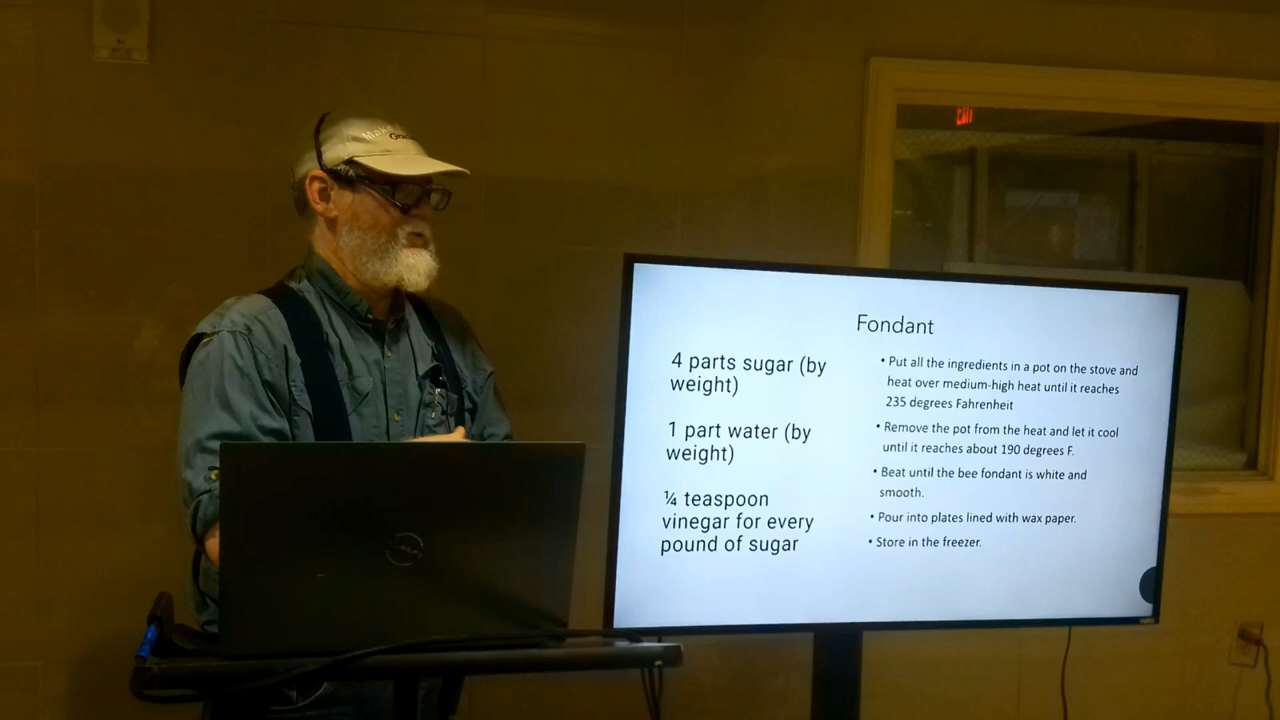 EXIT
Fondant
4 parts sugar (by
weight)
1 part water (by
weight)
¼ teaspoon
vinegar for every
pound of sugar
• Put all the ingredients in a pot on the stove and
heat over medium-high heat until it reaches
235 degrees Fahrenheit
• Remove the pot from the heat and let it cool
until it reaches about 190 degrees F.
• Beat until the bee fondant is white and
smooth.
• Pour into plates lined with wax paper.
• Store in the freezer.
DELL
VIZIO